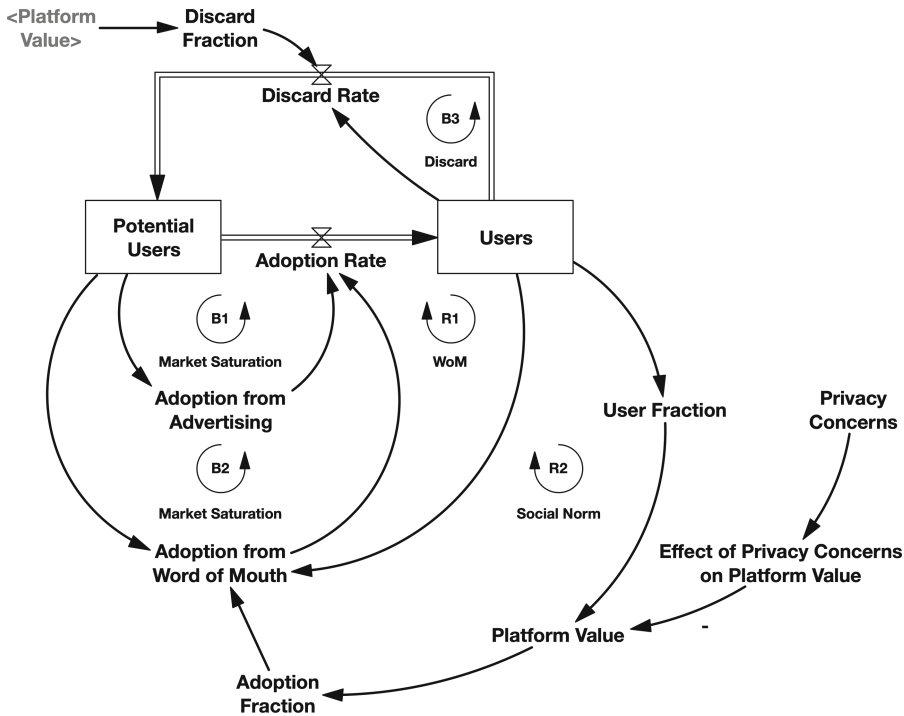 <Platform
Value>
Discard
Fraction
Discard Rate
B3
Discard
Potential
Users
Users
Adoption Rate
B1
Market Saturation
R1
WoM
Adoption from
Advertising
User Fraction
Privacy
Concerns
B2
Market Saturation
R2
Social Norm
Adoption from
Word of Mouth
Effect of Privacy Concerns
on Platform Value
-
Platform Value
Adoption
Fraction